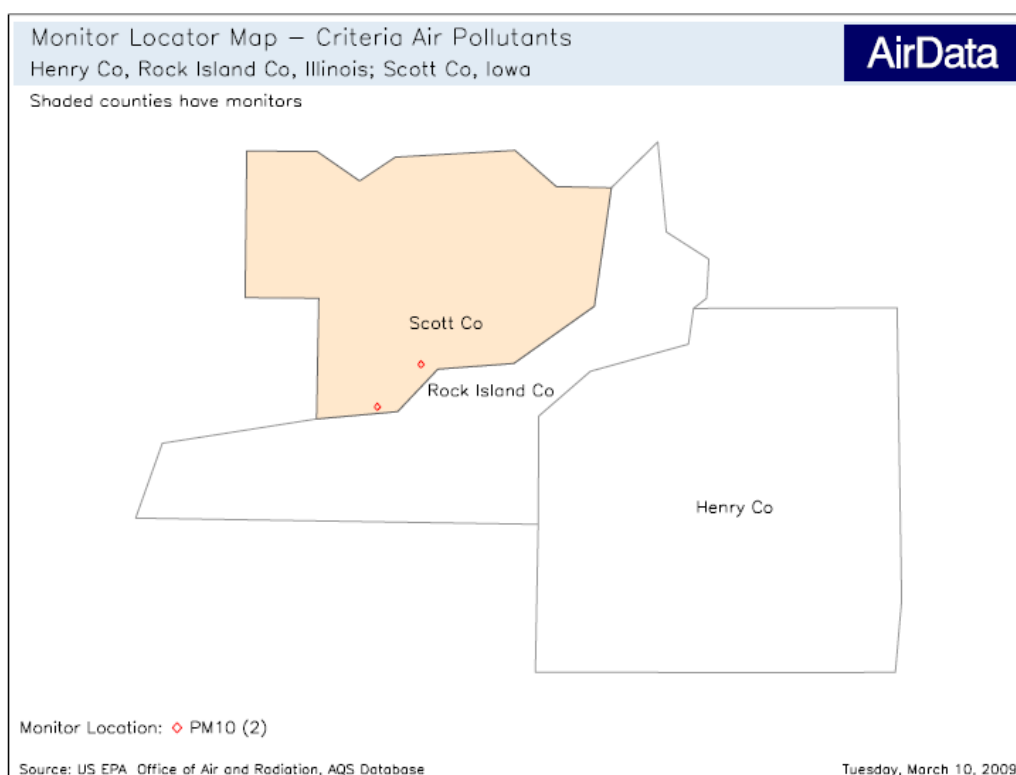 Monitor Locator Map – Criteria Air Pollutants
AirData
Henry Co, Rock Island Co, Illinois; Scott Co, Iowa
Shaded counties have monitors
Scott Co
Rock Island Co
Henry Co
Monitor Location: PM10 (2)
Source: US EPA Office of Air and Radiation, AQS Database
Tuesday, March 10, 2009